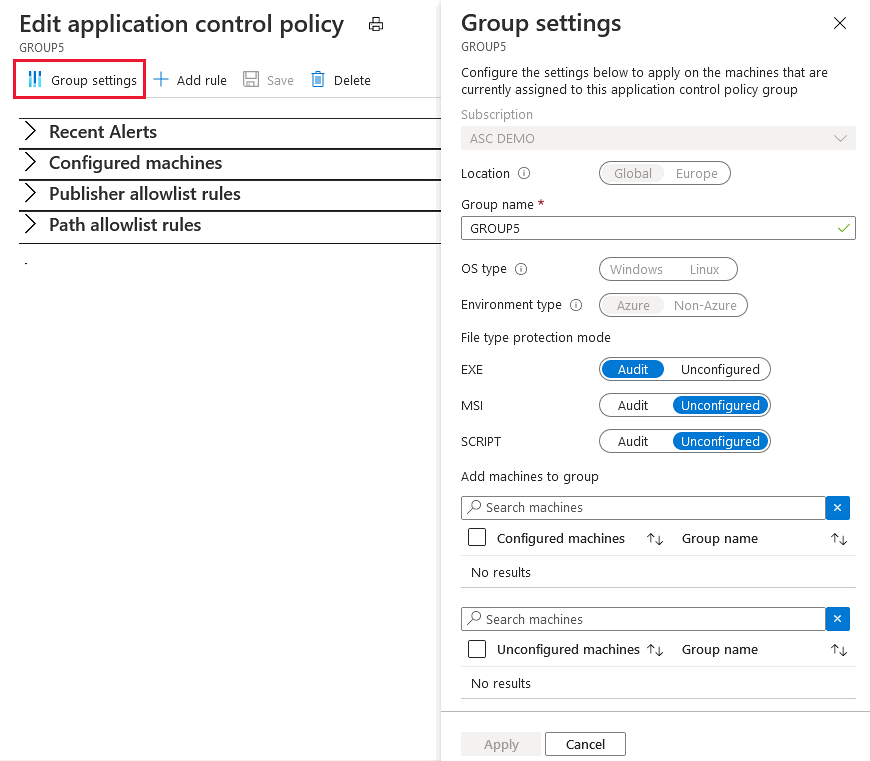 Edit application control policy
GROUP5
Group settings
Add rule
Save
Delete
Recent Alerts
Configured machines
Publisher allowlist rules
Path allowlist rules
Group settings
GROUP5
Configure the settings below to apply on the machines that are
currently assigned to this application control policy group
Subscription
ASC DEMO
Location
Global Europe
Group name *
GROUP5
OS type
Windows Linux
Environment type
Azure Non-Azure
File type protection mode
EXE
Audit Unconfigured
MSI
Audit Unconfigured
SCRIPT
Audit Unconfigured
Add machines to group
Search machines
Configured machines Group name
No results
Search machines
Unconfigured machines Group name
No results
Apply Cancel